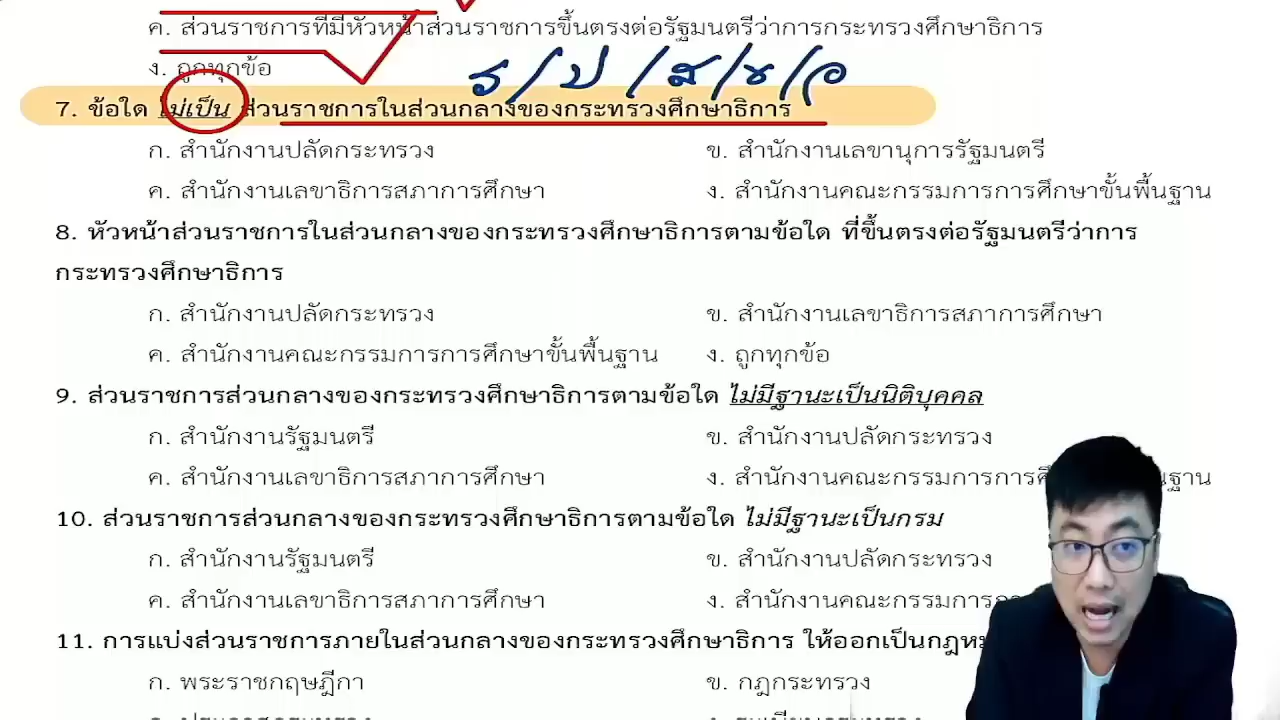 ค. ส่วนราชการที่มีหัวหน้าส่วนราชการขึ้นตรงต่อรัฐมนตรีว่าการกระทรวงศึกษาธิการ
ง. ถูกทุกข้อ
ร / ป / ส / ข / อ
7. ข้อใด ไม่เป็น ส่วนราชการในส่วนกลางของกระทรวงศึกษาธิการ
ก. สำนักงานปลัดกระทรวง ข. สำนักงานเลขานุการรัฐมนตรี
ค. สำนักงานเลขาธิการสภาการศึกษา ง. สำนักงานคณะกรรมการการศึกษาขั้นพื้นฐาน
8. หัวหน้าส่วนราชการในส่วนกลางของกระทรวงศึกษาธิการตามข้อใด ที่ขึ้นตรงต่อรัฐมนตรีว่าการ
กระทรวงศึกษาธิการ
ก. สำนักงานปลัดกระทรวง ข. สำนักงานเลขาธิการสภาการศึกษา
ค. สำนักงานคณะกรรมการการศึกษาขั้นพื้นฐาน ง. ถูกทุกข้อ
9. ส่วนราชการส่วนกลางของกระทรวงศึกษาธิการตามข้อใด ไม่มีฐานะเป็นนิติบุคคล
ก. สำนักงานรัฐมนตรี ข. สำนักงานปลัดกระทรวง
ค. สำนักงานเลขาธิการสภาการศึกษา ง. สำนักงานคณะกรรมการการศึ
10. ส่วนราชการส่วนกลางของกระทรวงศึกษาธิการตามข้อใด ไม่มีฐานะเป็นกรม
ก. สำนักงานรัฐมนตรี ข. สำนักงานปลัดกระทรวง
ค. สำนักงานเลขาธิการสภาการศึกษา ง. สำนักงานคณะกรรมการ
11. การแบ่งส่วนราชการภายในส่วนกลางของกระทรวงศึกษาธิการ ให้ออกเป็นกฎ
ก. พระราชกฤษฎีกา ข. กฎกระทรวง